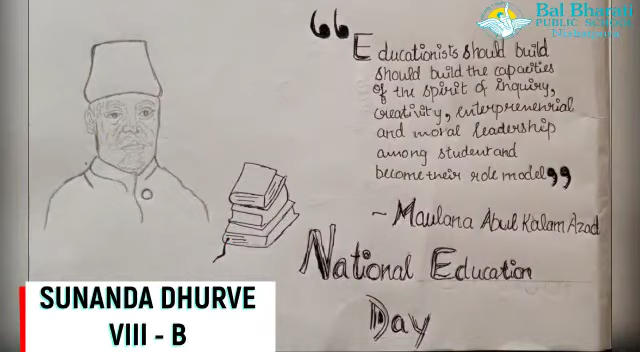 Bal Bharati
PUBLIC SCHOOL
❝
Educationists should build
should build the capacities
of the spirit of inquiry,
creativity, enterprenenrial
and moral leadership
among student and
become their role model❞
~ Maulana Abul Kalam Azad
National Education
Day
SUNANDA DHURVE
VIII - B